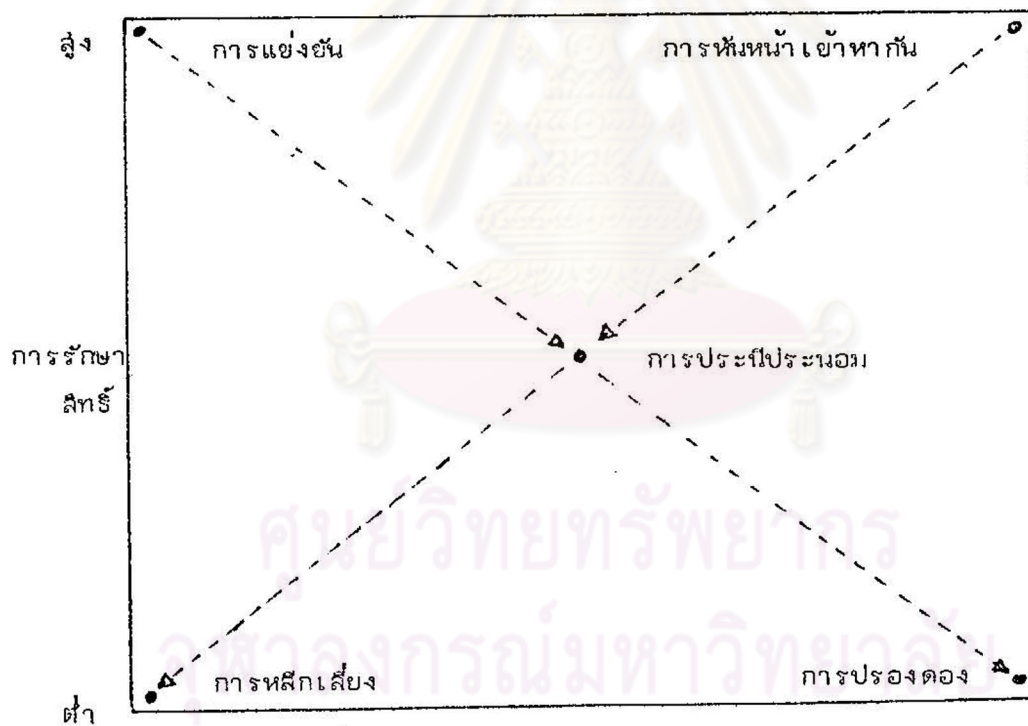 สูง
การแข่งขัน
การหันหน้าเข้าหากัน
การรักษา
สิทธิ์
การประนีประนอม
ศูนย์วิทยทรัพยากร
จุฬาลงกรณ์มหาวิทยาลัย
การหลีกเลี่ยง
การปรองดอง
ต่ำ